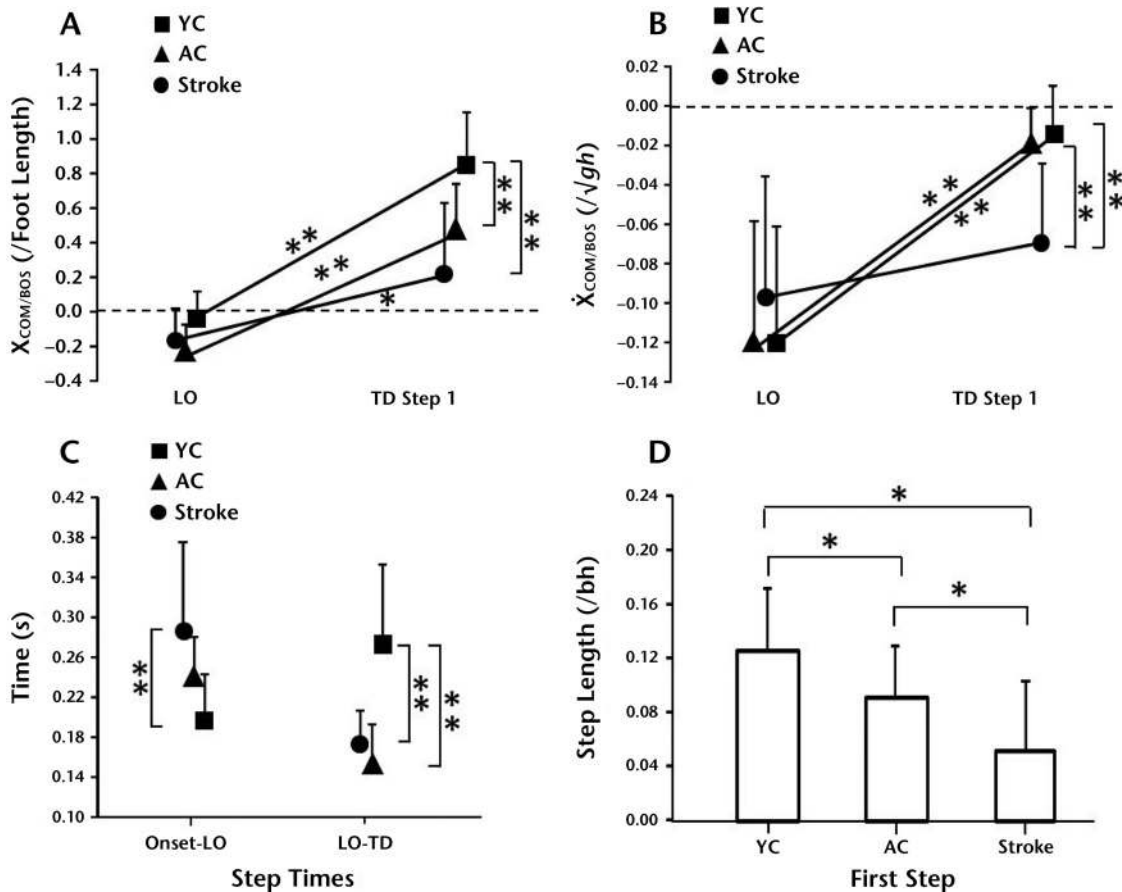 A
YC
AC
Stroke
X_COM/BOS (/Foot Length)
1.4
1.2
1.0
0.8
0.6
0.4
0.2
0.0
−0.2
−0.4
**
**
*
**
**
LO
TD Step 1
B
YC
AC
Stroke
Ẋ_COM/BOS (/√gh)
0.02
0.00
−0.02
−0.04
−0.06
−0.08
−0.10
−0.12
−0.14
**
**
**
**
LO
TD Step 1
C
YC
AC
Stroke
Time (s)
0.42
0.38
0.34
0.30
0.26
0.22
0.18
0.14
0.10
**
**
**
Onset-LO
LO-TD
Step Times
D
Step Length (/bh)
0.24
0.20
0.16
0.12
0.08
0.04
0.00
*
*
*
YC
AC
Stroke
First Step